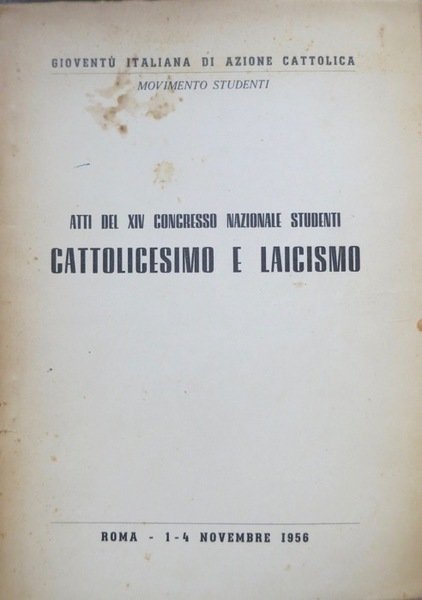 GIOVENTÙ ITALIANA DI AZIONE CATTOLICA
MOVIMENTO STUDENTI
ATTI DEL XIV CONGRESSO NAZIONALE STUDENTI
CATTOLICESIMO E LAICISMO
ROMA - 1-4 NOVEMBRE 1956